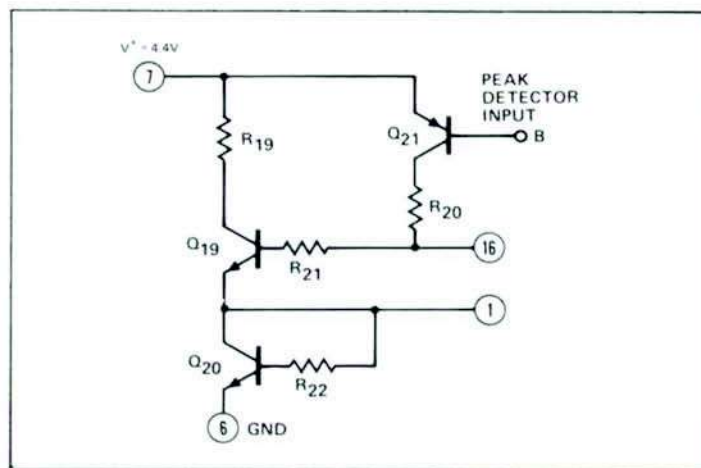 V+ = 4.4V
7
PEAK
DETECTOR
INPUT
R19
Q21
B
R20
Q19
R21
16
1
Q20
R22
6 GND